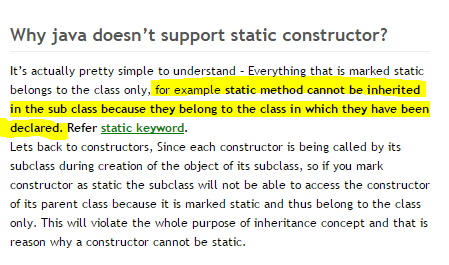 Why java doesn’t support static constructor?
It’s actually pretty simple to understand - Everything that is marked static
belongs to the class only, for example static method cannot be inherited
in the sub class because they belong to the class in which they have been
declared. Refer static keyword.
Lets back to constructors, Since each constructor is being called by its
subclass during creation of the object of its subclass, so if you mark
constructor as static the subclass will not be able to access the constructor
of its parent class because it is marked static and thus belong to the class
only. This will violate the whole purpose of inheritance concept and that is
reason why a constructor cannot be static.